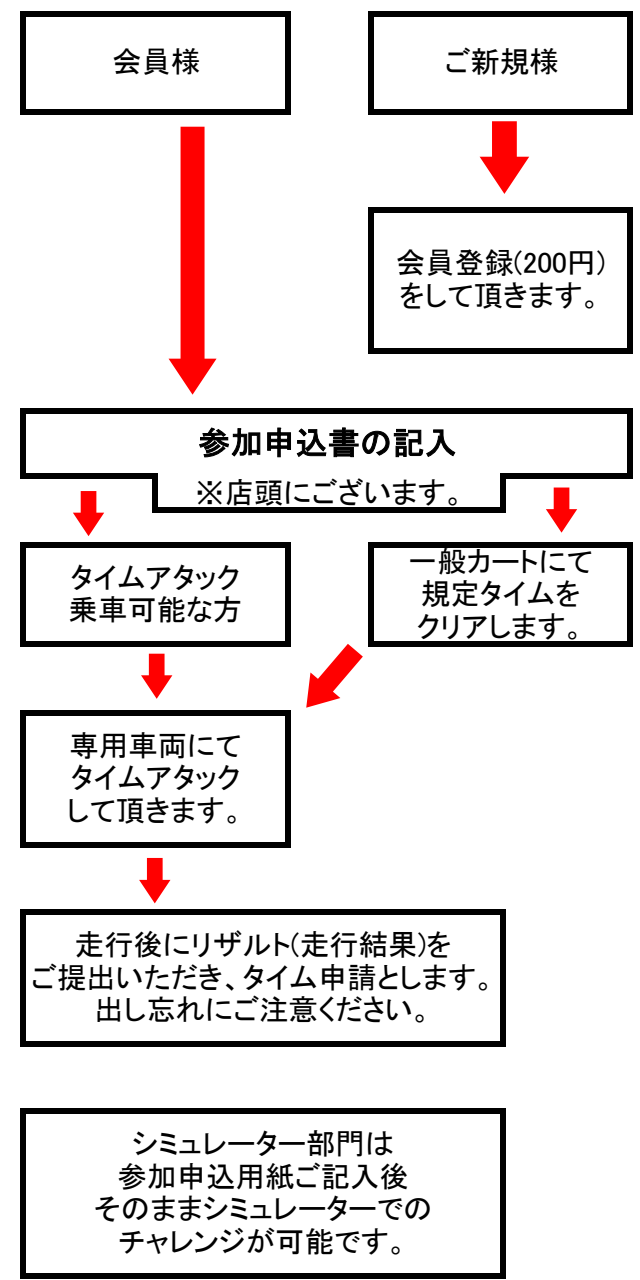 会員様
ご新規様
会員登録(200円)
をして頂きます。
参加申込書の記入
※店頭にございます。
タイムアタック
乗車可能な方
一般カートにて
規定タイムを
クリアします。
専用車両にて
タイムアタック
して頂きます。
走行後にリザルト(走行結果)を
ご提出いただき、タイム申請とします。
出し忘れにご注意ください。
シミュレーター部門は
参加申込用紙ご記入後
そのままシミュレーターでの
チャレンジが可能です。